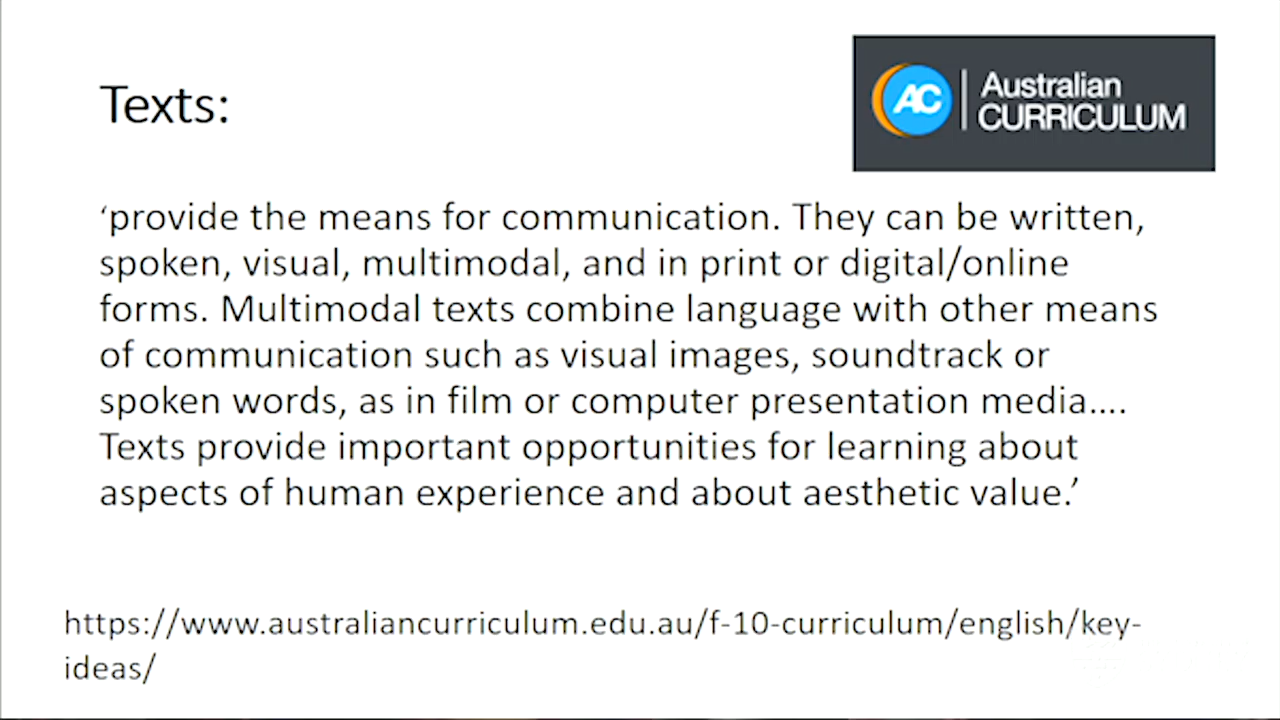 Texts:
AC
Australian
CURRICULUM
‘provide the means for communication. They can be written,
spoken, visual, multimodal, and in print or digital/online
forms. Multimodal texts combine language with other means
of communication such as visual images, soundtrack or
spoken words, as in film or computer presentation media....
Texts provide important opportunities for learning about
aspects of human experience and about aesthetic value.’
https://www.australiancurriculum.edu.au/f-10-curriculum/english/key-
ideas/